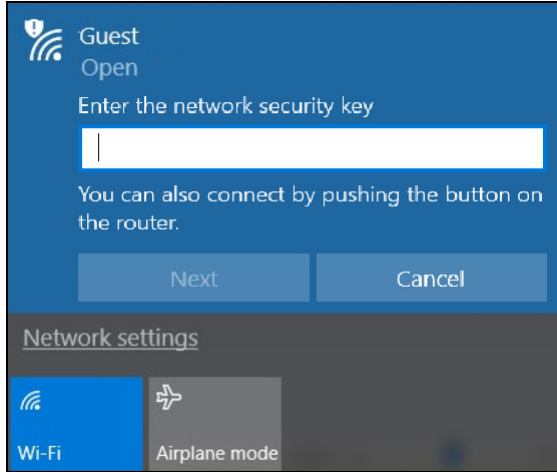 Guest
Open
Enter the network security key
You can also connect by pushing the button on
the router.
Next
Cancel
Network settings
Wi-Fi
Airplane mode